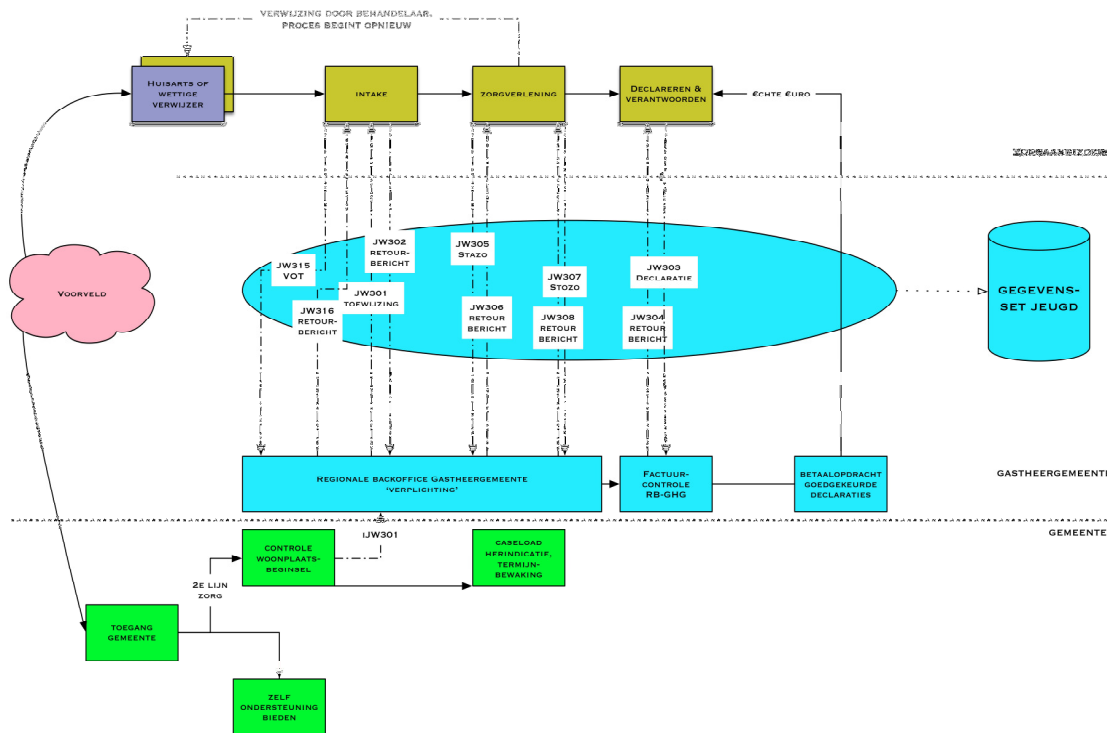 VERWIJZING DOOR BEHANDELAAR,
PROCES BEGINT OPNIEUW
HUISARTS OF
WETTIGE
VERWIJZER
INTAKE
ZORGVERLENING
DECLAREREN &
VERANTWOORDEN
€CHTE €URO
JW315
VOT
JW316
RETOUR-
BERICHT
JW301
TOEWIJZING
JW302
RETOUR-
BERICHT
JW305
STAZO
JW306
RETOUR
BERICHT
JW307
STOZO
JW308
RETOUR
BERICHT
JW303
DECLARATIE
JW304
RETOUR
BERICHT
VOORVELD
GEGEVENS-
SET JEUGD
REGIONALE BACKOFFICE GASTHEERGEMEENTE
'VERPLICHTING'
FACTUUR-
CONTROLE
RB-GHG
BETAALOPDRACHT
GOEDGEKEURDE
DECLARATIES
GASTHEERGEMEENTE
GEMEENTE
IJW301
CONTROLE
WOONPLAATS-
BEGINSEL
CASELOAD
HERINDICATIE,
TERMIJN-
BEWAKING
2E LIJN
ZORG
TOEGANG
GEMEENTE
ZELF
ONDERSTEUNING
BIEDEN